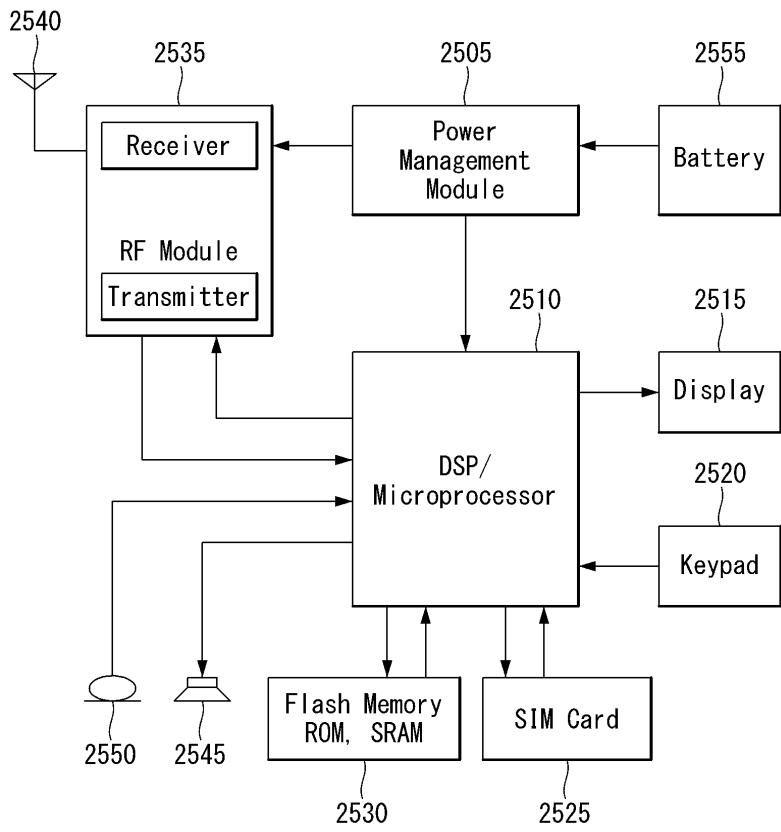 2540
2535
2505
2555
Receiver
RF Module
Transmitter
Power
Management
Module
Battery
2510
2515
DSP/
Microprocessor
Display
2520
Keypad
2550
2545
Flash Memory
ROM, SRAM
SIM Card
2530
2525